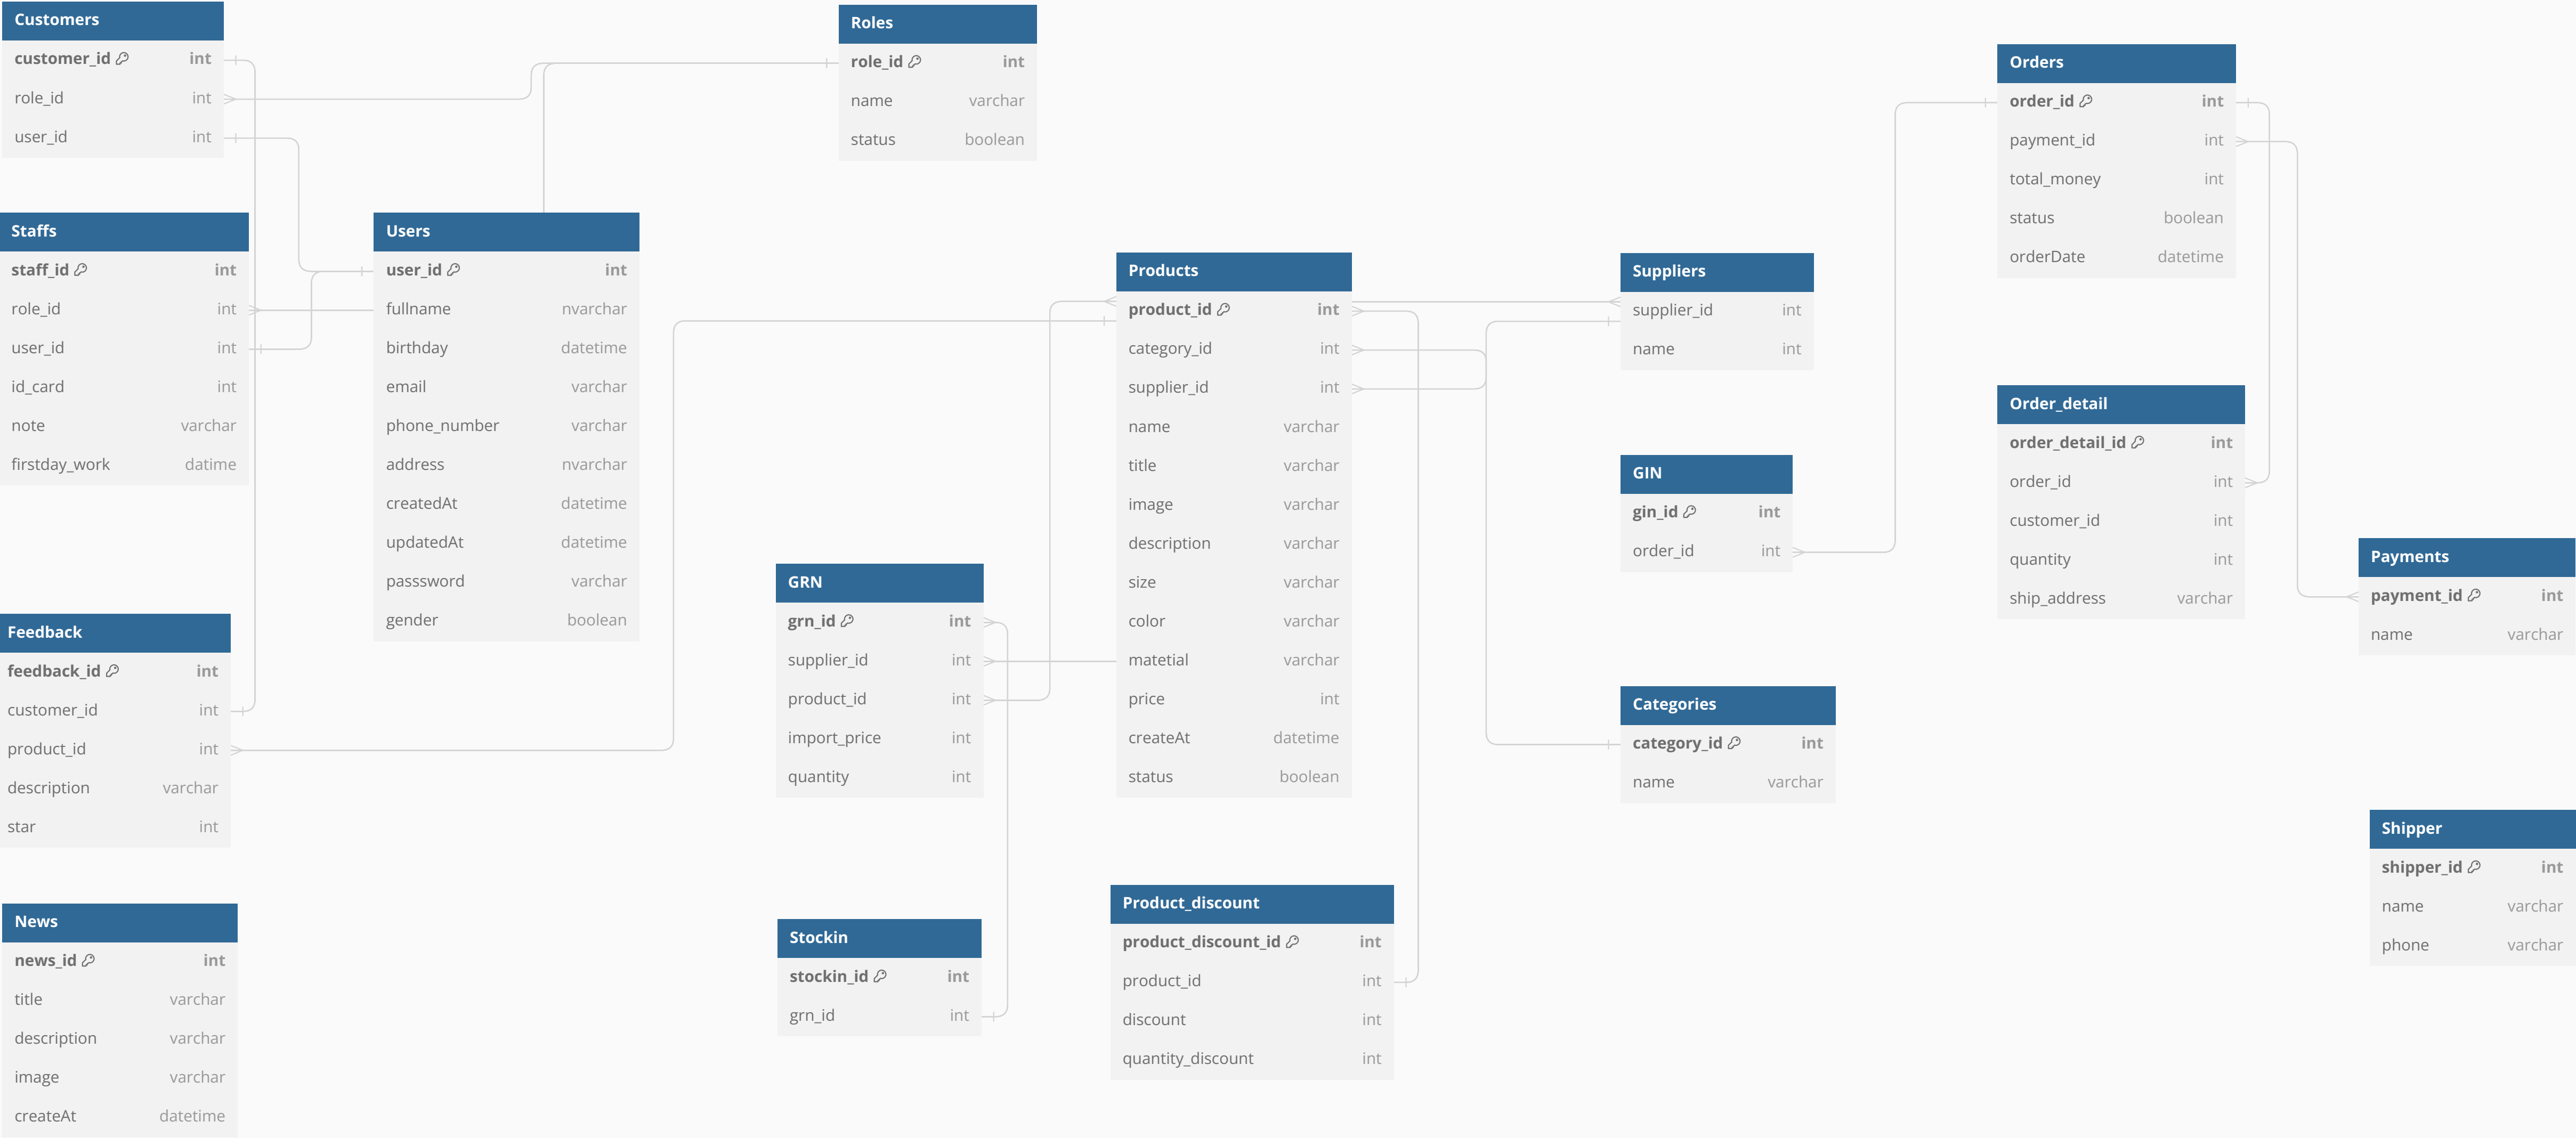 Customers
customer_id int
role_id int
user_id int
Roles
role_id int
name varchar
status boolean
Orders
order_id int
payment_id int
total_money int
status boolean
orderDate datetime
Staffs
staff_id int
role_id int
user_id int
id_card int
note varchar
firstday_work datime
Users
user_id int
fullname nvarchar
birthday datetime
email varchar
phone_number varchar
address nvarchar
createdAt datetime
updatedAt datetime
passsword varchar
gender boolean
Products
product_id int
category_id int
supplier_id int
name varchar
title varchar
image varchar
description varchar
size varchar
color varchar
matetial varchar
price int
createAt datetime
status boolean
Suppliers
supplier_id int
name int
Order_detail
order_detail_id int
order_id int
customer_id int
quantity int
ship_address varchar
GIN
gin_id int
order_id int
Payments
payment_id int
name varchar
GRN
grn_id int
supplier_id int
product_id int
import_price int
quantity int
Feedback
feedback_id int
customer_id int
product_id int
description varchar
star int
Categories
category_id int
name varchar
Shipper
shipper_id int
name varchar
phone varchar
News
news_id int
title varchar
description varchar
image varchar
createAt datetime
Stockin
stockin_id int
grn_id int
Product_discount
product_discount_id int
product_id int
discount int
quantity_discount int